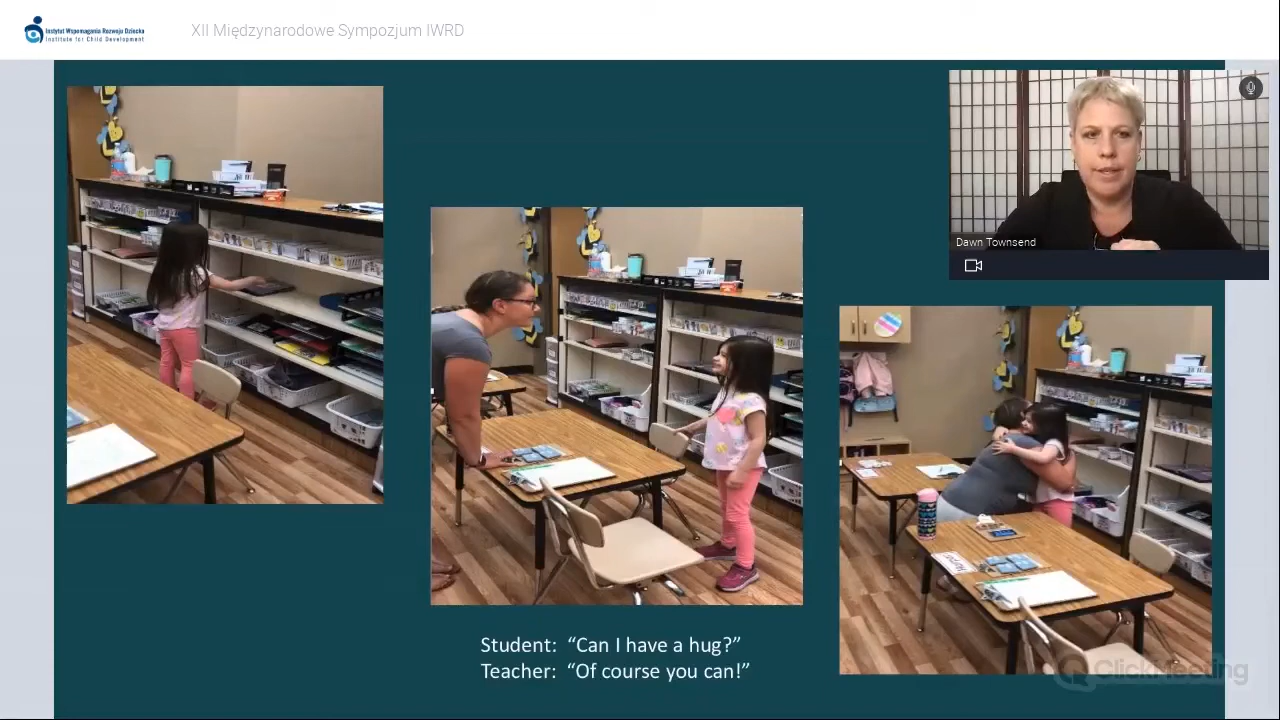 Instytut Wspomagania Rozwoju Dziecka
Institute for Child Development
XII Międzynarodowe Sympozjum IWRD
Dawn Townsend
Student: “Can I have a hug?”
Teacher: “Of course you can!”
ClickMeeting